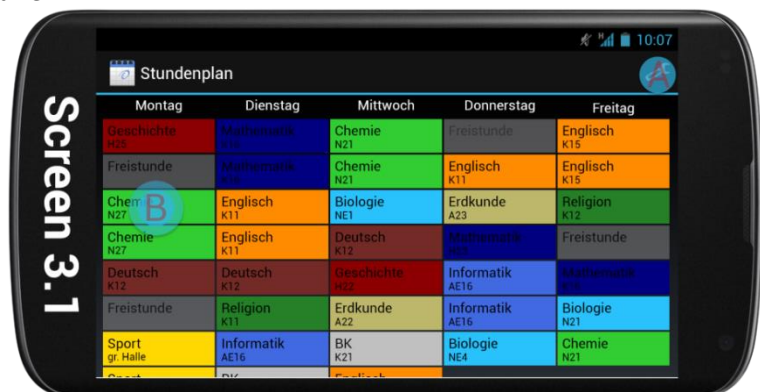 Screen 3.1
10:07
Stundenplan A
Montag Dienstag Mittwoch Donnerstag Freitag
Geschichte Mathematik Chemie Freistunde Englisch
H25 N21 K15
Freistunde Mathematik Chemie Englisch Englisch
N21 K11 K15
Chem B Englisch Biologie Erdkunde Religion
N27 K11 NE1 A23 K12
Chemie Englisch Deutsch Mathematik Freistunde
N27 K11 K12
Deutsch Deutsch Geschichte Informatik Mathematik
K12 K12 H22 AE16
Freistunde Religion Erdkunde Informatik Biologie
K11 A22 AE16 N21
Sport Informatik BK Biologie Chemie
gr. Halle AE16 K21 NE4 N21